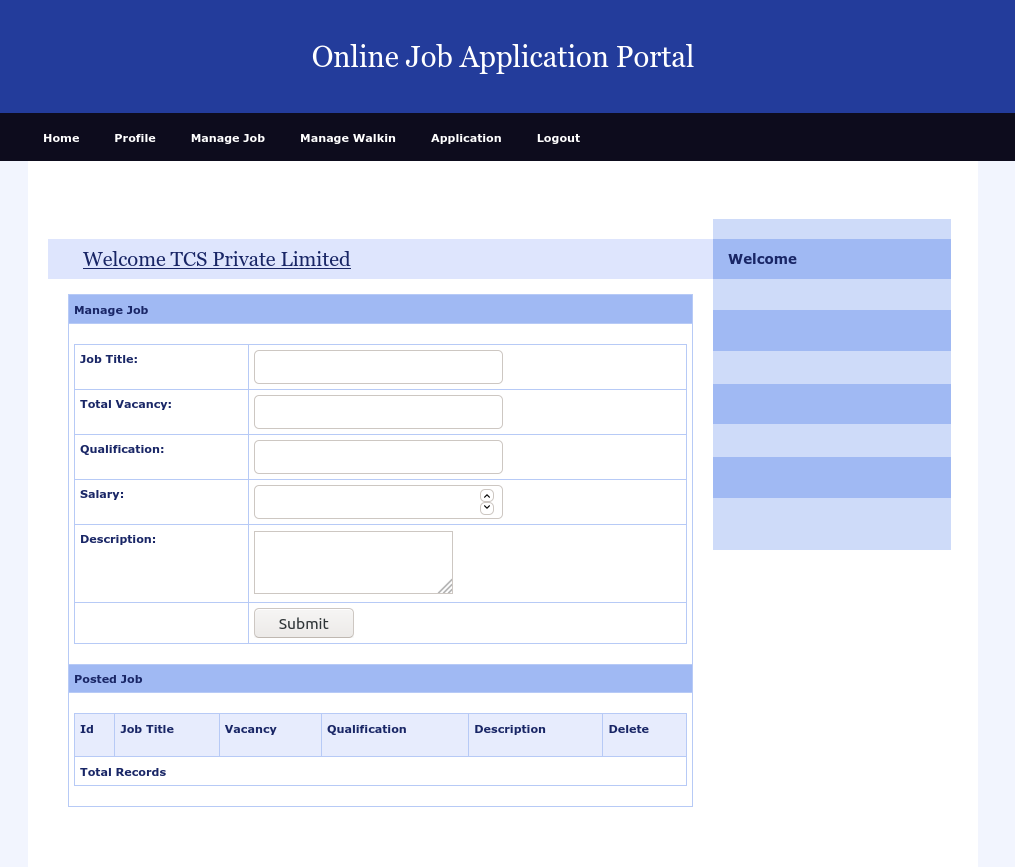 Online Job Application Portal
Home Profile Manage Job Manage Walkin Application Logout
Welcome TCS Private Limited
Welcome
Manage Job
Job Title:
Total Vacancy:
Qualification:
Salary:
Description:
Submit
Posted Job
Id Job Title Vacancy Qualification Description Delete
Total Records